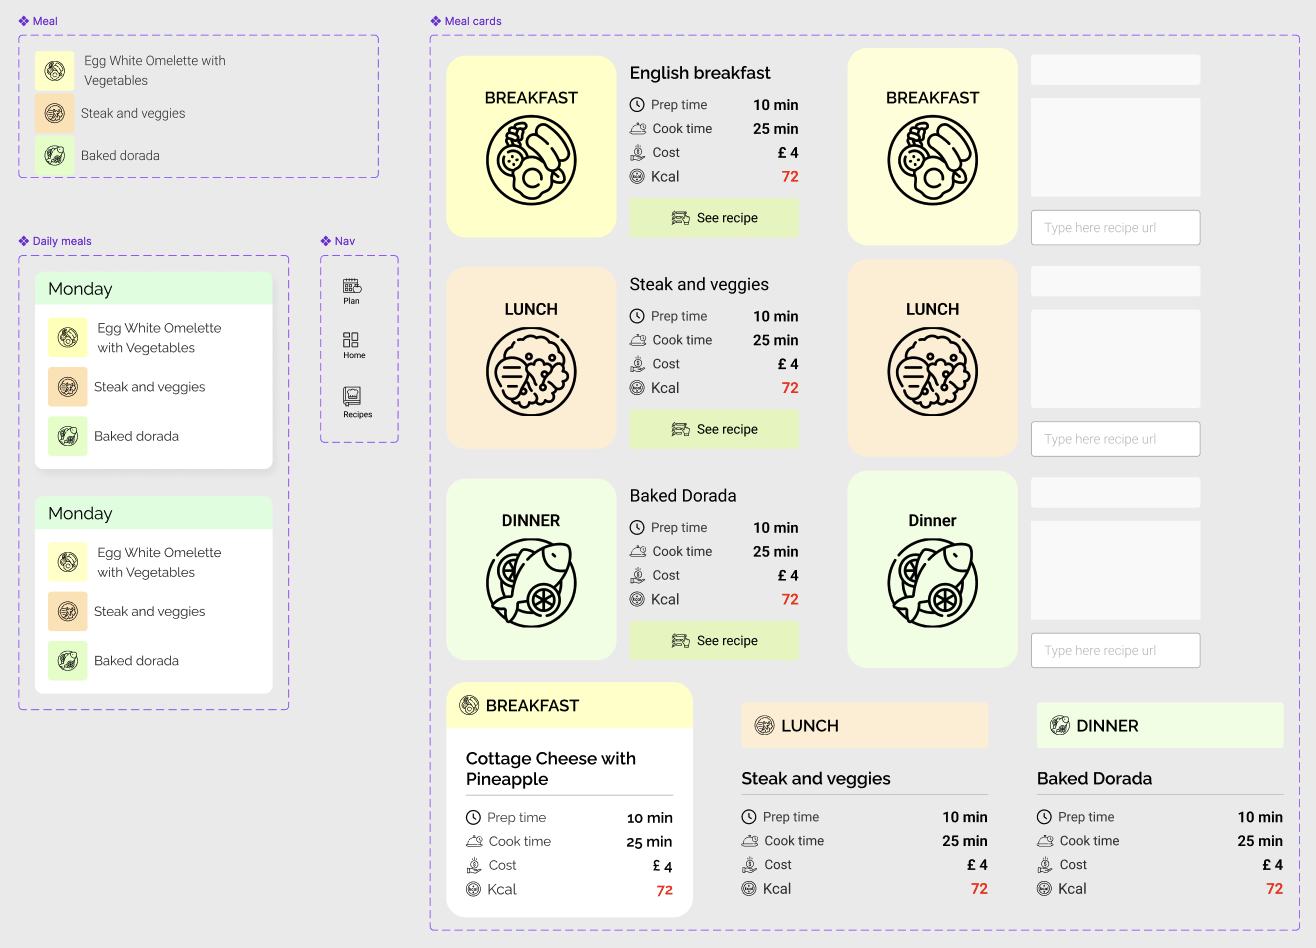 Meal
Egg White Omelette with
Vegetables
Steak and veggies
Baked dorada
Daily meals
Monday
Egg White Omelette
with Vegetables
Steak and veggies
Baked dorada
Monday
Egg White Omelette
with Vegetables
Steak and veggies
Baked dorada
Nav
Plan
Home
Recipes
Meal cards
BREAKFAST
English breakfast
Prep time 10 min
Cook time 25 min
Cost £ 4
Kcal 72
See recipe
BREAKFAST
Type here recipe url
LUNCH
Steak and veggies
Prep time 10 min
Cook time 25 min
Cost £ 4
Kcal 72
See recipe
LUNCH
Type here recipe url
DINNER
Baked Dorada
Prep time 10 min
Cook time 25 min
Cost £ 4
Kcal 72
See recipe
Dinner
Type here recipe url
BREAKFAST
Cottage Cheese with
Pineapple
Prep time 10 min
Cook time 25 min
Cost £ 4
Kcal 72
LUNCH
Steak and veggies
Prep time 10 min
Cook time 25 min
Cost £ 4
Kcal 72
DINNER
Baked Dorada
Prep time 10 min
Cook time 25 min
Cost £ 4
Kcal 72